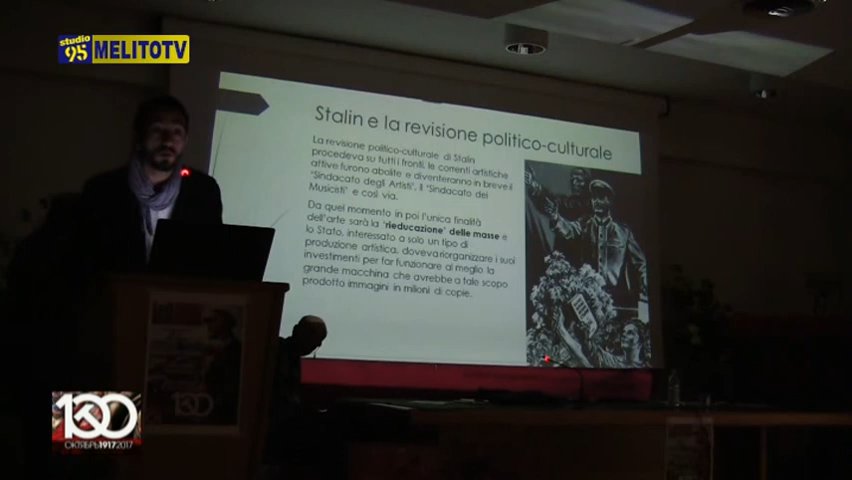 studio
95 MELITOTV
Stalin e la revisione politico-culturale
La revisione politico-culturale di Stalin
procedeva su tutti i fronti, le correnti artistiche
attive furono abolite e diventeranno in breve il
'Sindacato degli Artisti', il 'Sindacato dei
Musicisti' e così via.
Da quel momento in poi l'unica finalità
dell'arte sarà la 'rieducazione' delle masse e
lo Stato, interessato a solo un tipo di
produzione artistica, doveva riorganizzare i suoi
investimenti per far funzionare al meglio la
grande macchina che avrebbe a tale scopo
prodotto immagini in milioni di copie.
100
ОКТЯБРЬ19172017